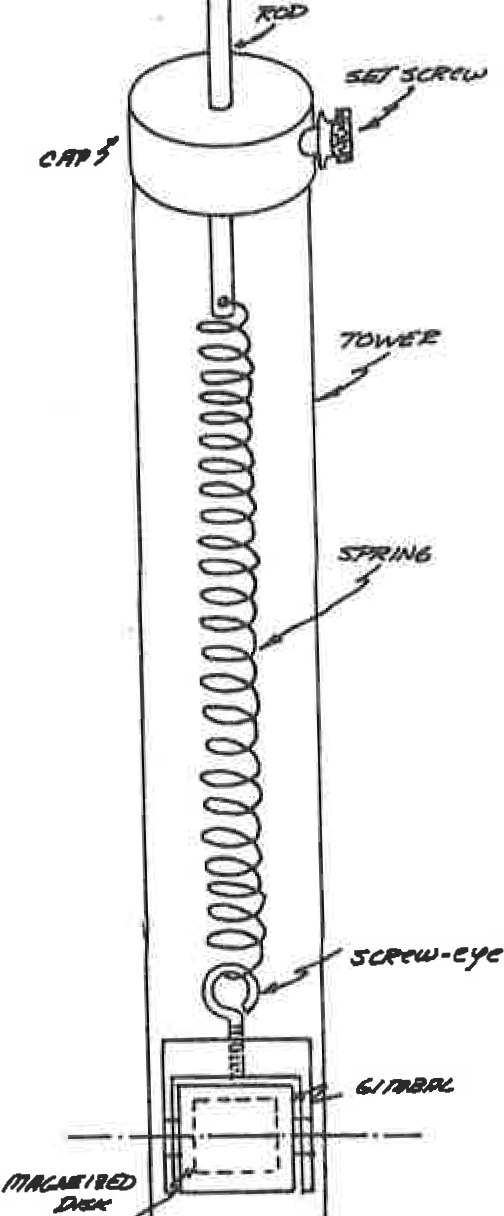 ROD
SET SCREW
CAP
TOWER
SPRING
SCREW-EYE
GIMBAL
MAGNETIZED
DISK